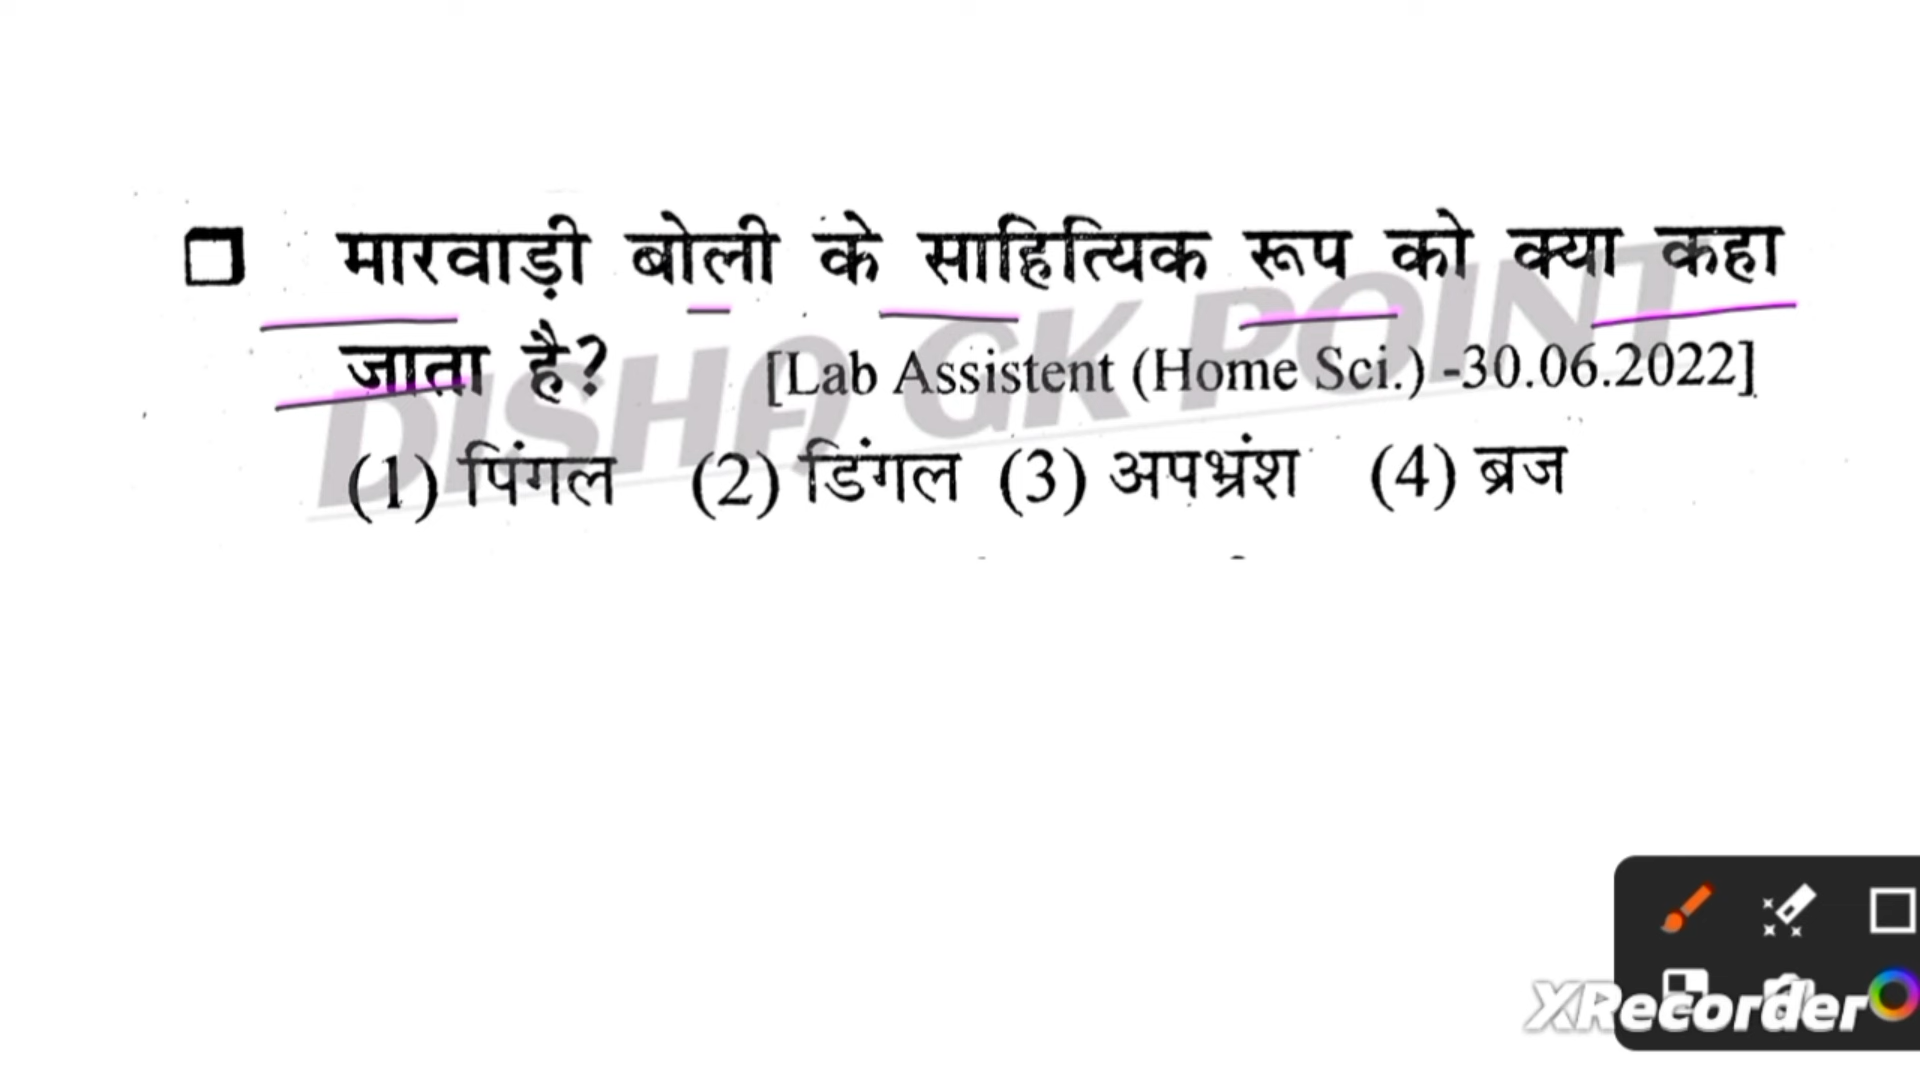 मारवाड़ी बोली के साहित्यिक रूप को क्या कहा
जाता है? [Lab Assistent (Home Sci.) -30.06.2022]
(1) पिंगल (2) डिंगल (3) अपभ्रंश (4) ब्रज
DISHA GK POINT
XRecorder